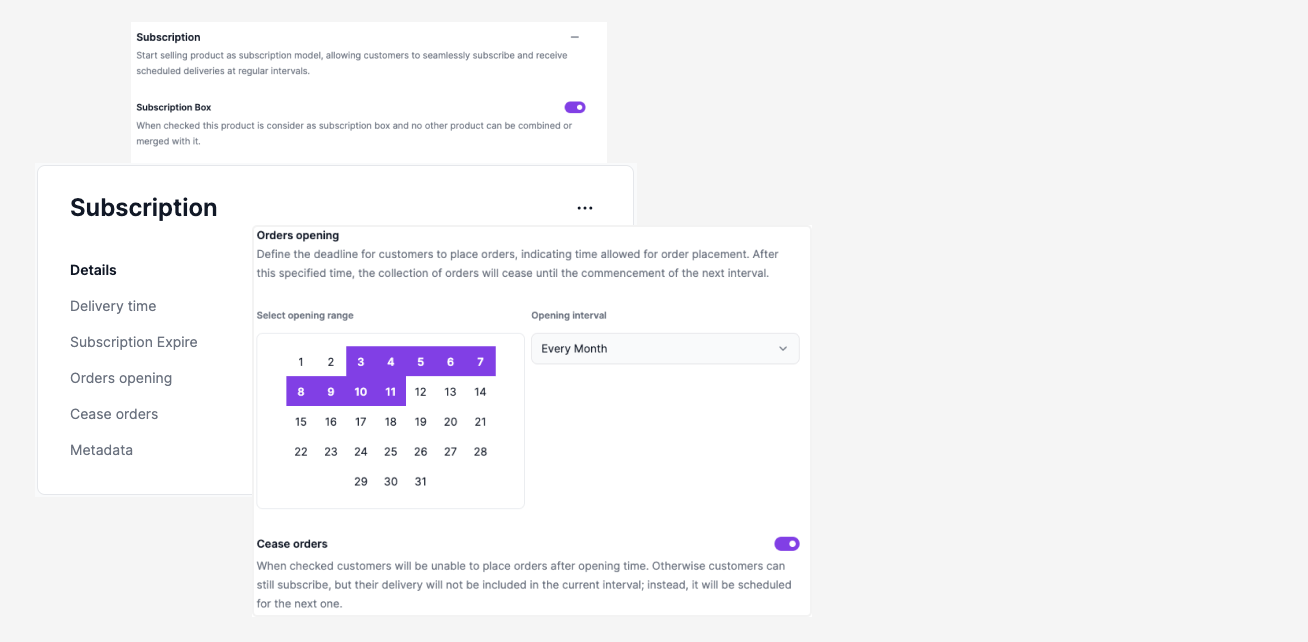 Subscription
Start selling product as subscription model, allowing customers to seamlessly subscribe and receive
scheduled deliveries at regular intervals.
Subscription Box
When checked this product is consider as subscription box and no other product can be combined or
merged with it.
Subscription
Details
Delivery time
Subscription Expire
Orders opening
Cease orders
Metadata
Orders opening
Define the deadline for customers to place orders, indicating time allowed for order placement. After
this specified time, the collection of orders will cease until the commencement of the next interval.
Select opening range
Opening interval
Every Month
1 2 3 4 5 6 7
8 9 10 11 12 13 14
15 16 17 18 19 20 21
22 23 24 25 26 27 28
29 30 31
Cease orders
When checked customers will be unable to place orders after opening time. Otherwise customers can
still subscribe, but their delivery will not be included in the current interval; instead, it will be scheduled
for the next one.